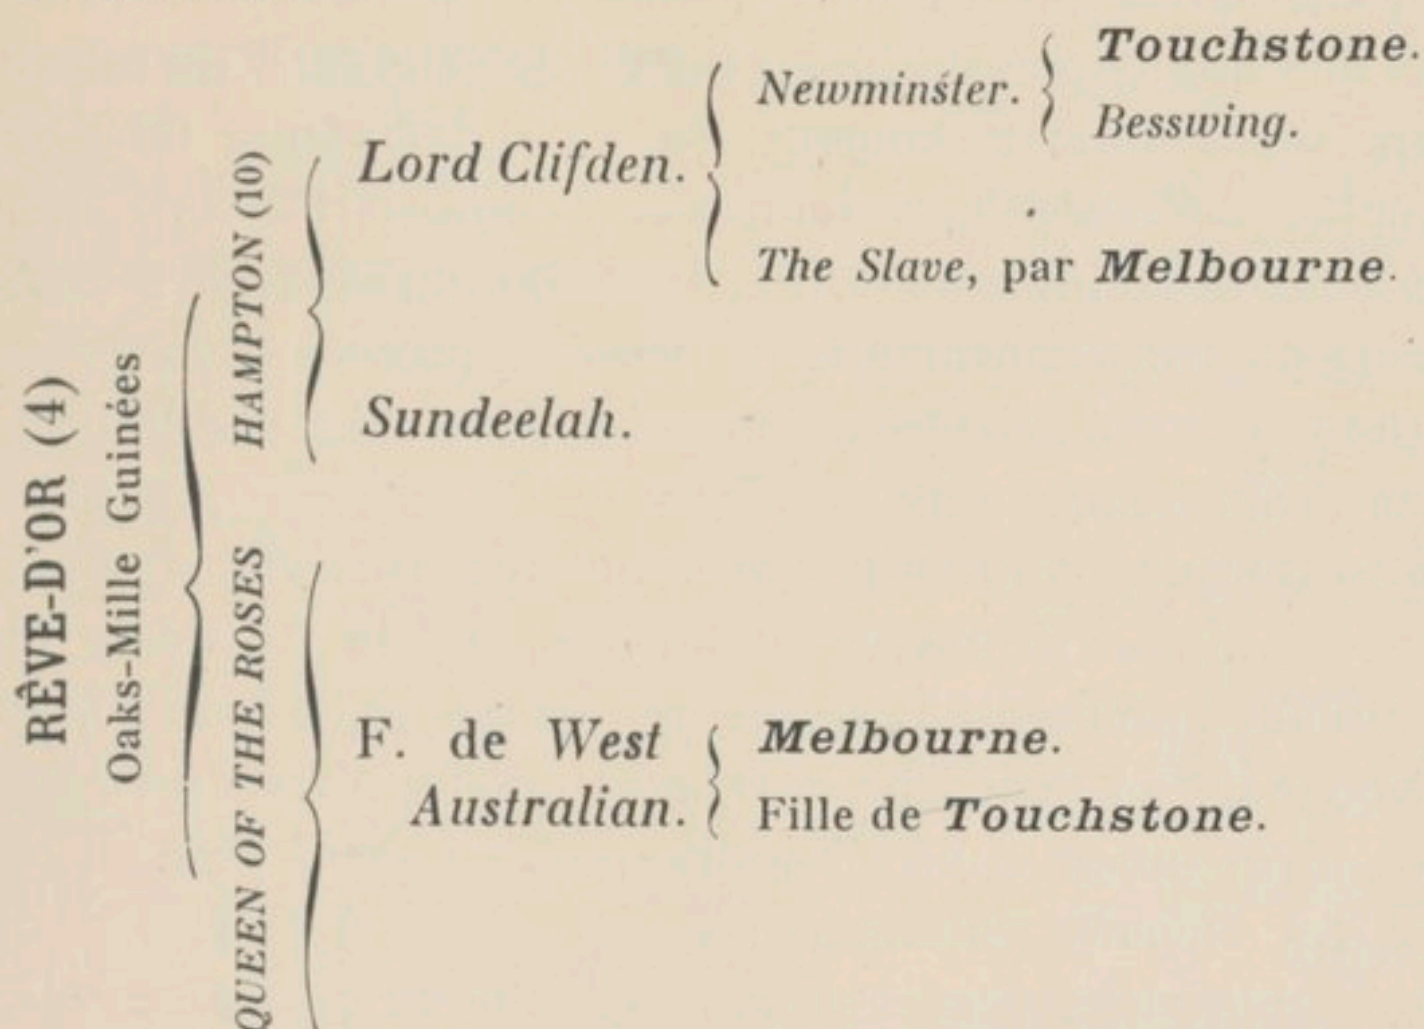 RÊVE-D'OR (4)
Oaks-Mille Guinées
HAMPTON (10)
Lord Clifden.
Newminster.
Touchstone.
Besswing.
The Slave, par Melbourne.
Sundeelah.
QUEEN OF THE ROSES
F. de West
Australian.
Melbourne.
Fille de Touchstone.